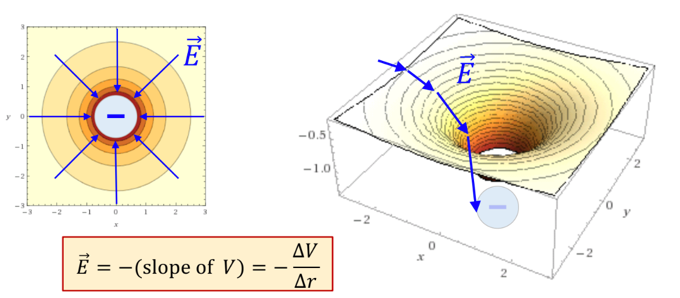 3
2
1
y 0
−1
−2
−3
−3 −2 −1 0 1 2 3
x
E⃗
−
E⃗
−0.5
−1.0
−2
0
x
2
2
0 y
−2
−
E⃗ = −(slope of V) = −ΔV/Δr